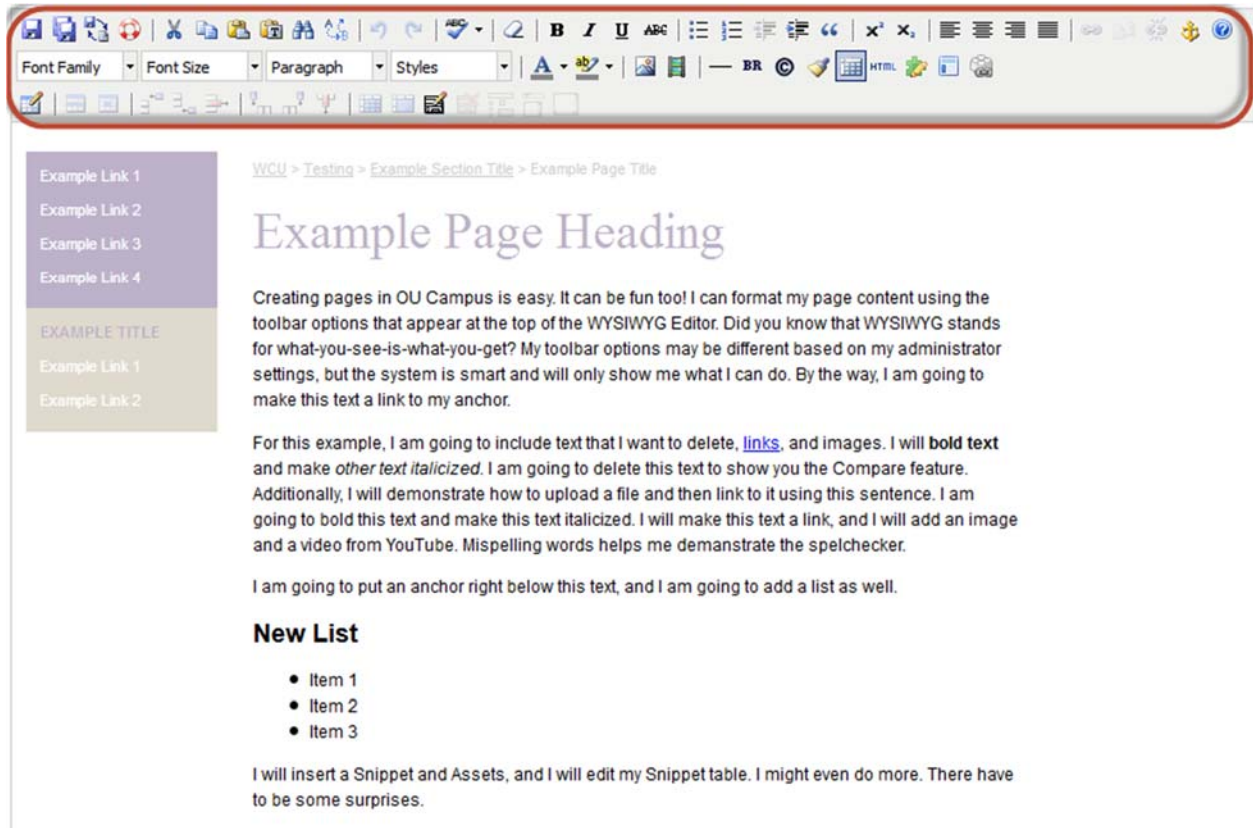 B I U ABC “ x² x₂
Font Family Font Size Paragraph Styles A ab BR © HTML
WCU > Testing > Example Section Title > Example Page Title
Example Link 1
Example Link 2
Example Link 3
Example Link 4
EXAMPLE TITLE
Example Link 1
Example Link 2
Example Page Heading
Creating pages in OU Campus is easy. It can be fun too! I can format my page content using the
toolbar options that appear at the top of the WYSIWYG Editor. Did you know that WYSIWYG stands
for what-you-see-is-what-you-get? My toolbar options may be different based on my administrator
settings, but the system is smart and will only show me what I can do. By the way, I am going to
make this text a link to my anchor.
For this example, I am going to include text that I want to delete, links, and images. I will bold text
and make other text italicized. I am going to delete this text to show you the Compare feature.
Additionally, I will demonstrate how to upload a file and then link to it using this sentence. I am
going to bold this text and make this text italicized. I will make this text a link, and I will add an image
and a video from YouTube. Mispelling words helps me demanstrate the spelchecker.
I am going to put an anchor right below this text, and I am going to add a list as well.
New List
• Item 1
• Item 2
• Item 3
I will insert a Snippet and Assets, and I will edit my Snippet table. I might even do more. There have
to be some surprises.